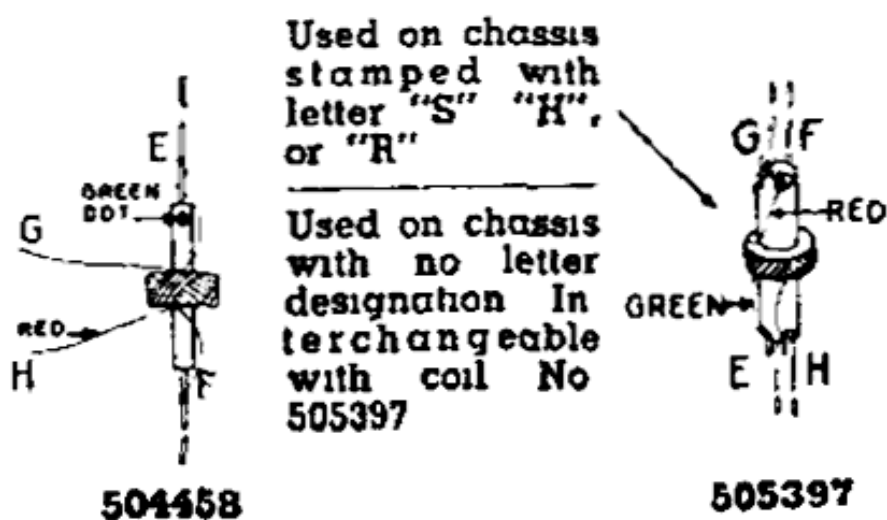 Used on chassis
stamped with
letter "S" "H",
or "R"
Used on chassis
with no letter
designation In
terchangeable
with coil No
505397
E
GREEN
DOT
G
RED
H
F
504458
G F
RED
GREEN
E H
505397